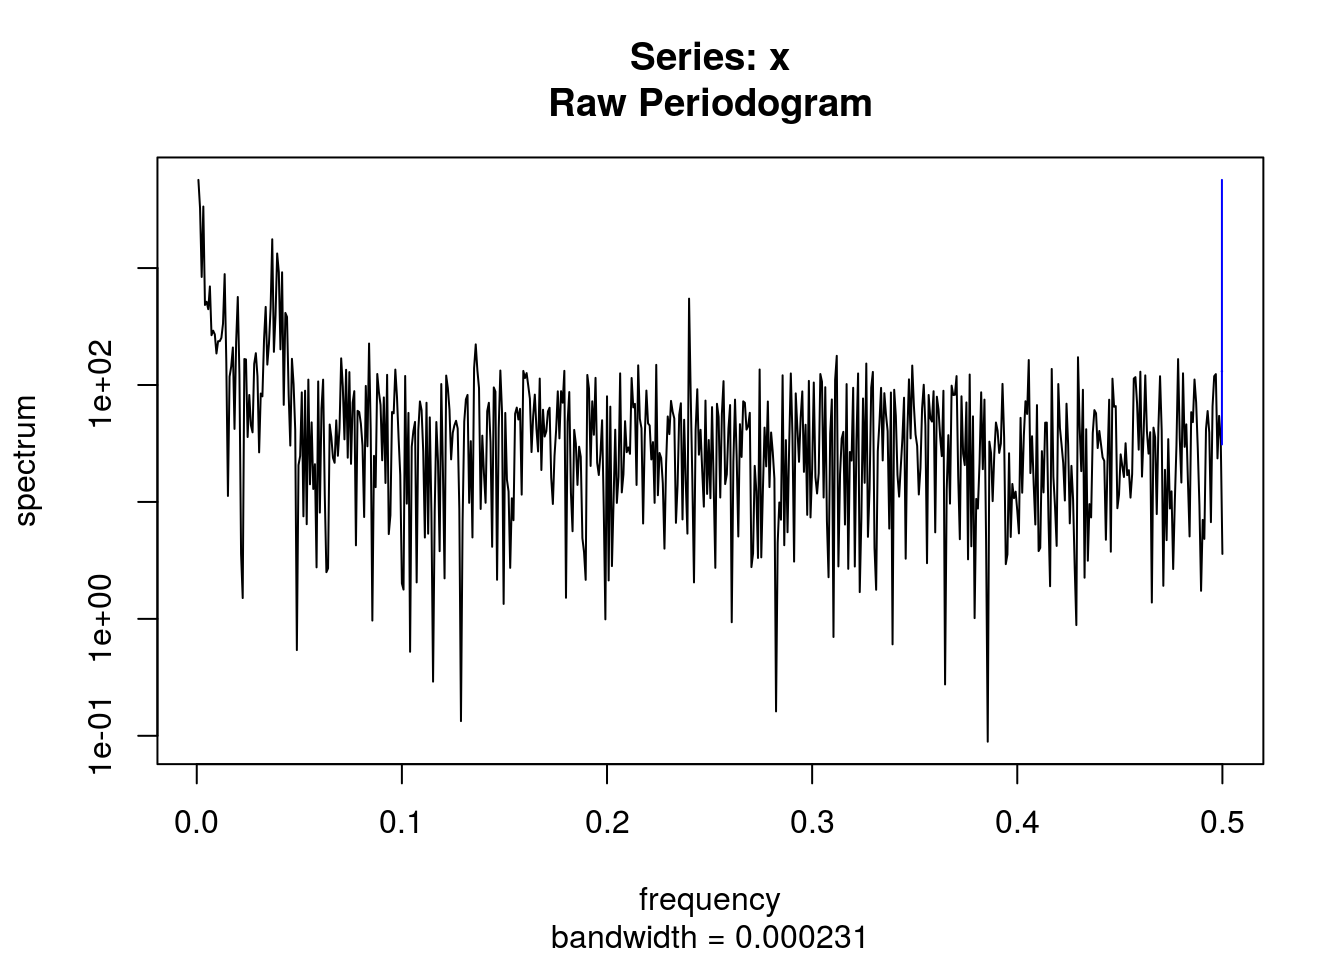 Series: x
Raw Periodogram
spectrum
1e+02
1e+00
1e-01
0.0 0.1 0.2 0.3 0.4 0.5
frequency
bandwidth = 0.000231